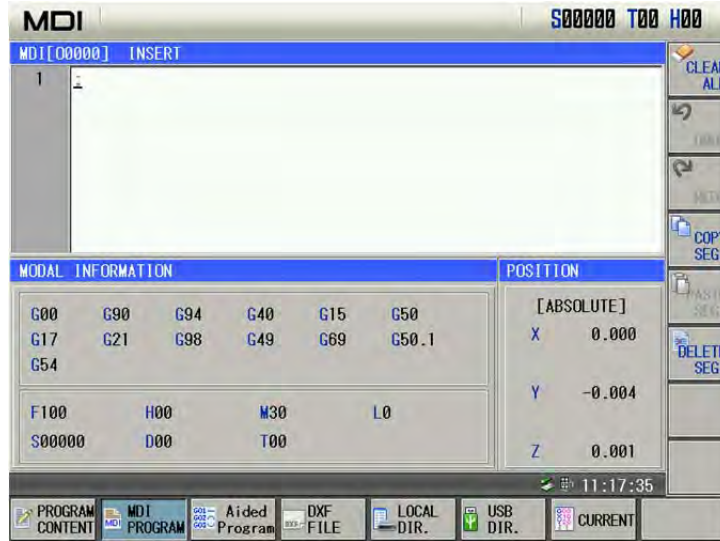 MDI S00000 T00 H00
MDI[O0000] INSERT
1 ;
CLEAR
ALL
COPY
SEG
PASTE
SEG
DELETE
SEG
MODAL INFORMATION POSITION
G00 G90 G94 G40 G15 G50
G17 G21 G98 G49 G69 G50.1
G54
F100 H00 M30 L0
S00000 D00 T00
[ABSOLUTE]
X 0.000
Y -0.004
Z 0.001
11:17:35
PROGRAM
CONTENT
MDI
PROGRAM
Aided
Program
DXF
FILE
LOCAL
DIR.
USB
DIR.
CURRENT